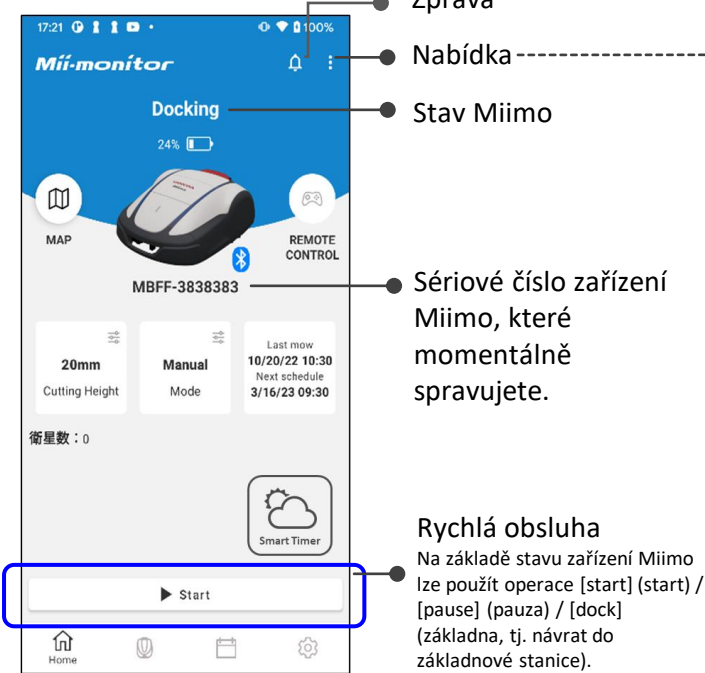 Zpráva
17:21
100%
Mii-monitor
Nabídka
Docking
Stav Miimo
24%
MAP
REMOTE
CONTROL
MBFF-3838383
Sériové číslo zařízení
Miimo, které
momentálně
spravujete.
20mm
Cutting Height
Manual
Mode
Last mow
10/20/22 10:30
Next schedule
3/16/23 09:30
衛星数：0
Smart Timer
Rychlá obsluha
Na základě stavu zařízení Miimo
lze použít operace [start] (start) /
[pause] (pauza) / [dock]
(základna, tj. návrat do
základnové stanice).
Start
Home